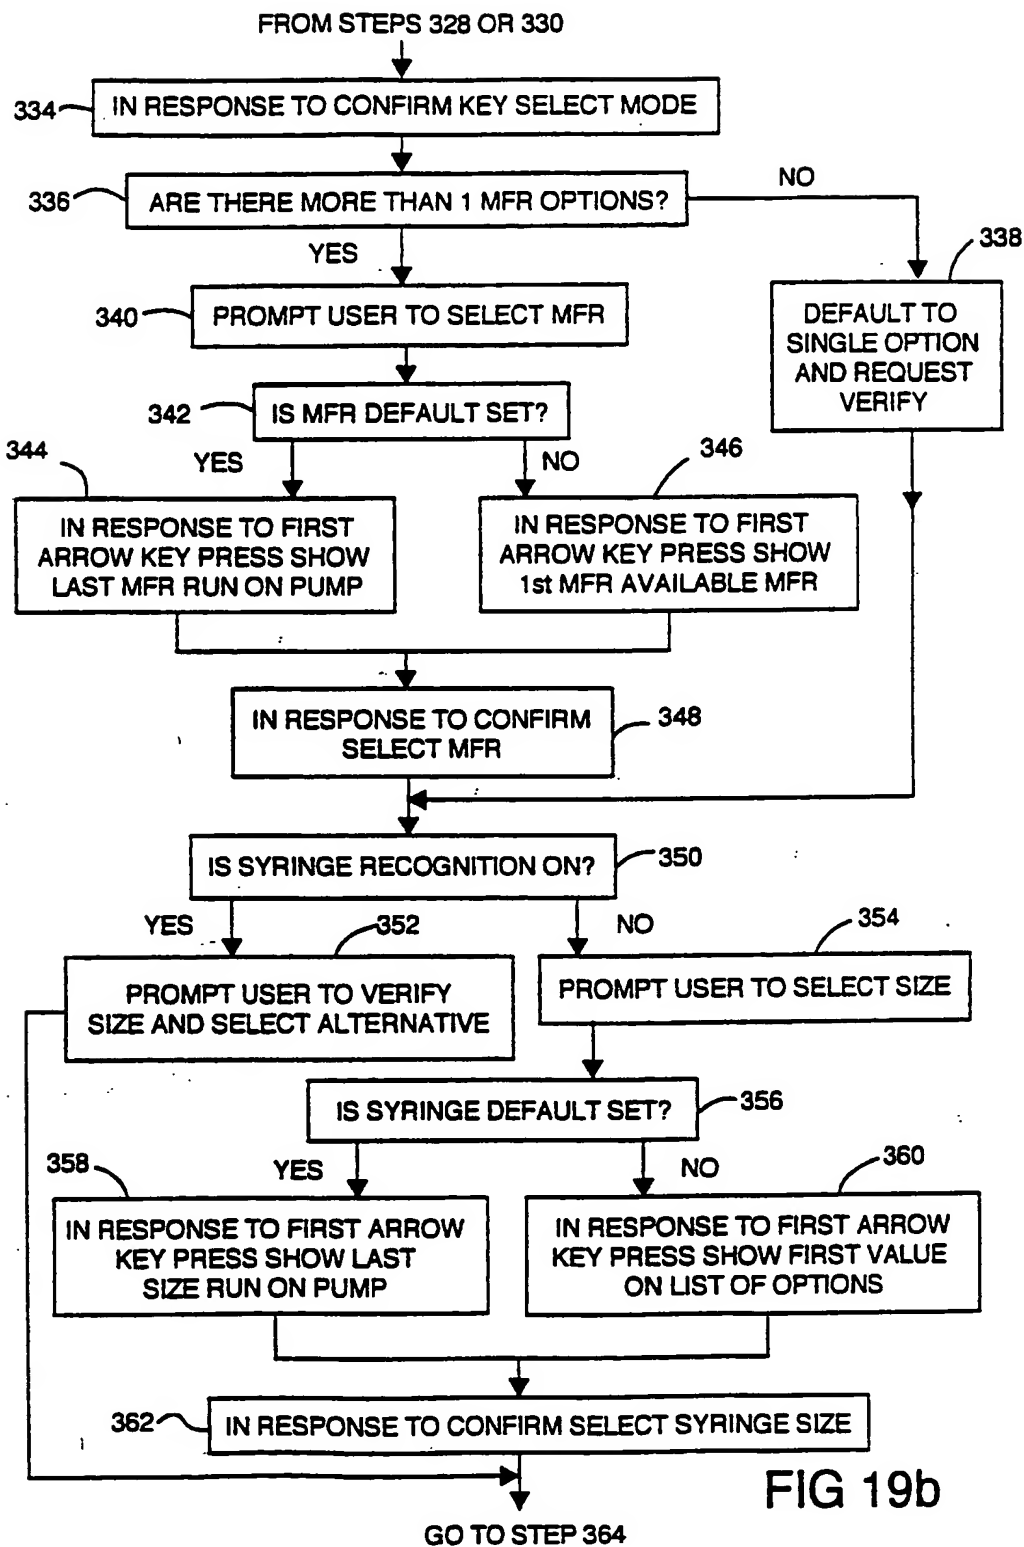 FROM STEPS 328 OR 330
334
IN RESPONSE TO CONFIRM KEY SELECT MODE
336
ARE THERE MORE THAN 1 MFR OPTIONS?
NO
YES
338
340
PROMPT USER TO SELECT MFR
DEFAULT TO
SINGLE OPTION
AND REQUEST
VERIFY
342
IS MFR DEFAULT SET?
344
YES
NO
346
IN RESPONSE TO FIRST
ARROW KEY PRESS SHOW
LAST MFR RUN ON PUMP
IN RESPONSE TO FIRST
ARROW KEY PRESS SHOW
1st MFR AVAILABLE MFR
IN RESPONSE TO CONFIRM
SELECT MFR
348
IS SYRINGE RECOGNITION ON?
350
YES
352
NO
354
PROMPT USER TO VERIFY
SIZE AND SELECT ALTERNATIVE
PROMPT USER TO SELECT SIZE
IS SYRINGE DEFAULT SET?
356
358
YES
NO
360
IN RESPONSE TO FIRST ARROW
KEY PRESS SHOW LAST
SIZE RUN ON PUMP
IN RESPONSE TO FIRST ARROW
KEY PRESS SHOW FIRST VALUE
ON LIST OF OPTIONS
362
IN RESPONSE TO CONFIRM SELECT SYRINGE SIZE
FIG 19b
GO TO STEP 364